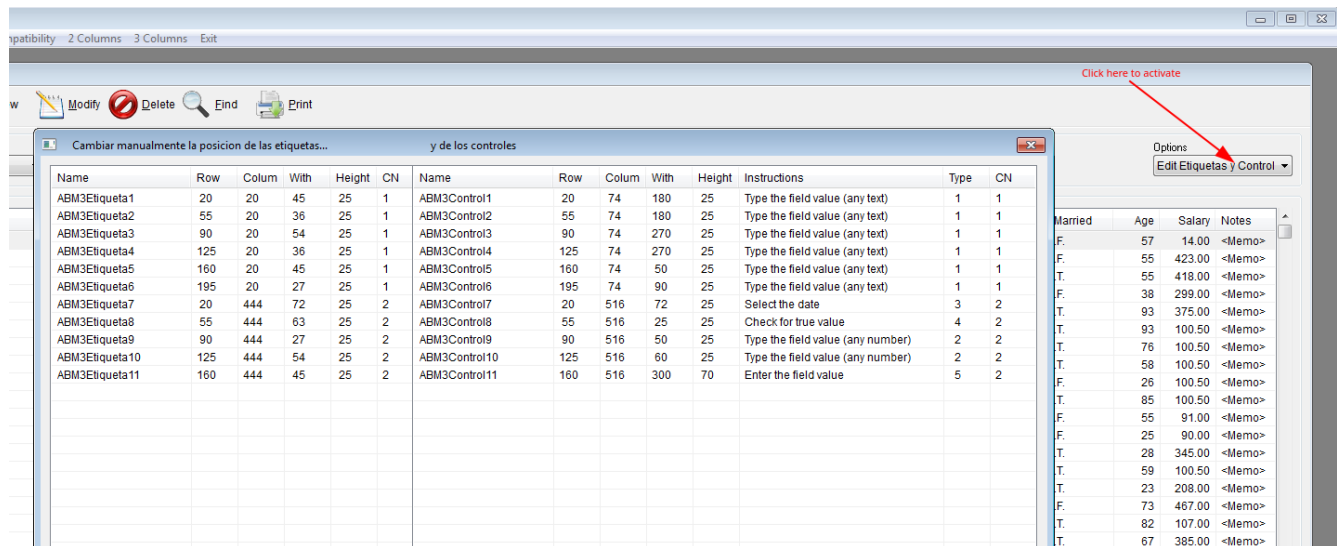 mpatibility 2 Columns 3 Columns Exit
Click here to activate
w Modify Delete Find Print
Cambiar manualmente la posicion de las etiquetas... y de los controles
Options
Edit Etiquetas y Control
Name Row Colum With Height CN Name Row Colum With Height Instructions Type CN
ABM3Etiqueta1 20 20 45 25 1 ABM3Control1 20 74 180 25 Type the field value (any text) 1 1
ABM3Etiqueta2 55 20 36 25 1 ABM3Control2 55 74 180 25 Type the field value (any text) 1 1
ABM3Etiqueta3 90 20 54 25 1 ABM3Control3 90 74 270 25 Type the field value (any text) 1 1
ABM3Etiqueta4 125 20 36 25 1 ABM3Control4 125 74 270 25 Type the field value (any text) 1 1
ABM3Etiqueta5 160 20 45 25 1 ABM3Control5 160 74 50 25 Type the field value (any text) 1 1
ABM3Etiqueta6 195 20 27 25 1 ABM3Control6 195 74 90 25 Type the field value (any text) 1 1
ABM3Etiqueta7 20 444 72 25 2 ABM3Control7 20 516 72 25 Select the date 3 2
ABM3Etiqueta8 55 444 63 25 2 ABM3Control8 55 516 25 25 Check for true value 4 2
ABM3Etiqueta9 90 444 27 25 2 ABM3Control9 90 516 50 25 Type the field value (any number) 2 2
ABM3Etiqueta10 125 444 54 25 2 ABM3Control10 125 516 60 25 Type the field value (any number) 2 2
ABM3Etiqueta11 160 444 45 25 2 ABM3Control11 160 516 300 70 Enter the field value 5 2
Married Age Salary Notes
.F. 57 14.00 <Memo>
.F. 55 423.00 <Memo>
.T. 55 418.00 <Memo>
.F. 38 299.00 <Memo>
.T. 93 375.00 <Memo>
.T. 93 100.50 <Memo>
.T. 76 100.50 <Memo>
.T. 58 100.50 <Memo>
.F. 26 100.50 <Memo>
.T. 85 100.50 <Memo>
.F. 55 91.00 <Memo>
.F. 25 90.00 <Memo>
.T. 28 345.00 <Memo>
.T. 59 100.50 <Memo>
.T. 23 208.00 <Memo>
.F. 73 467.00 <Memo>
.T. 82 107.00 <Memo>
.T. 67 385.00 <Memo>